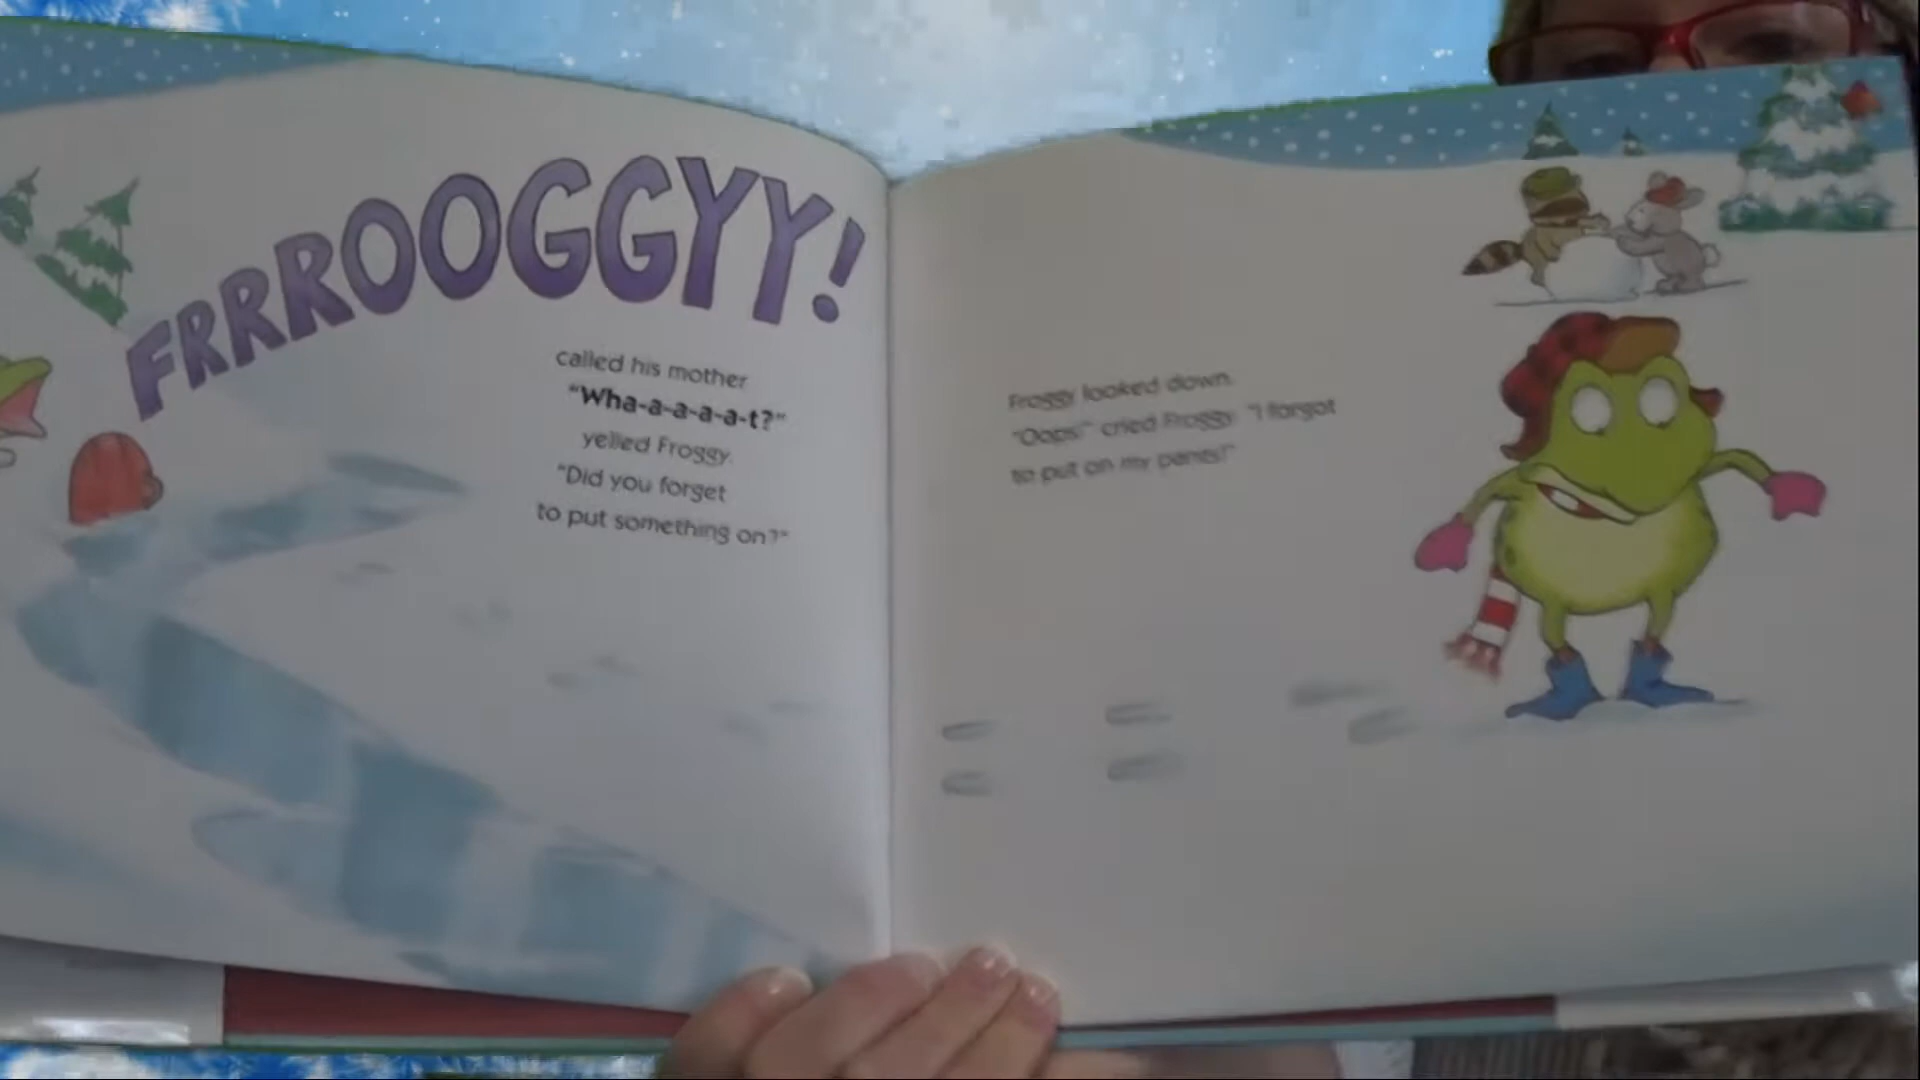 FRRROOGGYY!
called his mother
"Wha-a-a-a-a-t?"
yelled Froggy.
"Did you forget
to put something on?"
Froggy looked down.
"Oops!" cried Froggy. "I forgot
to put on my pants!"